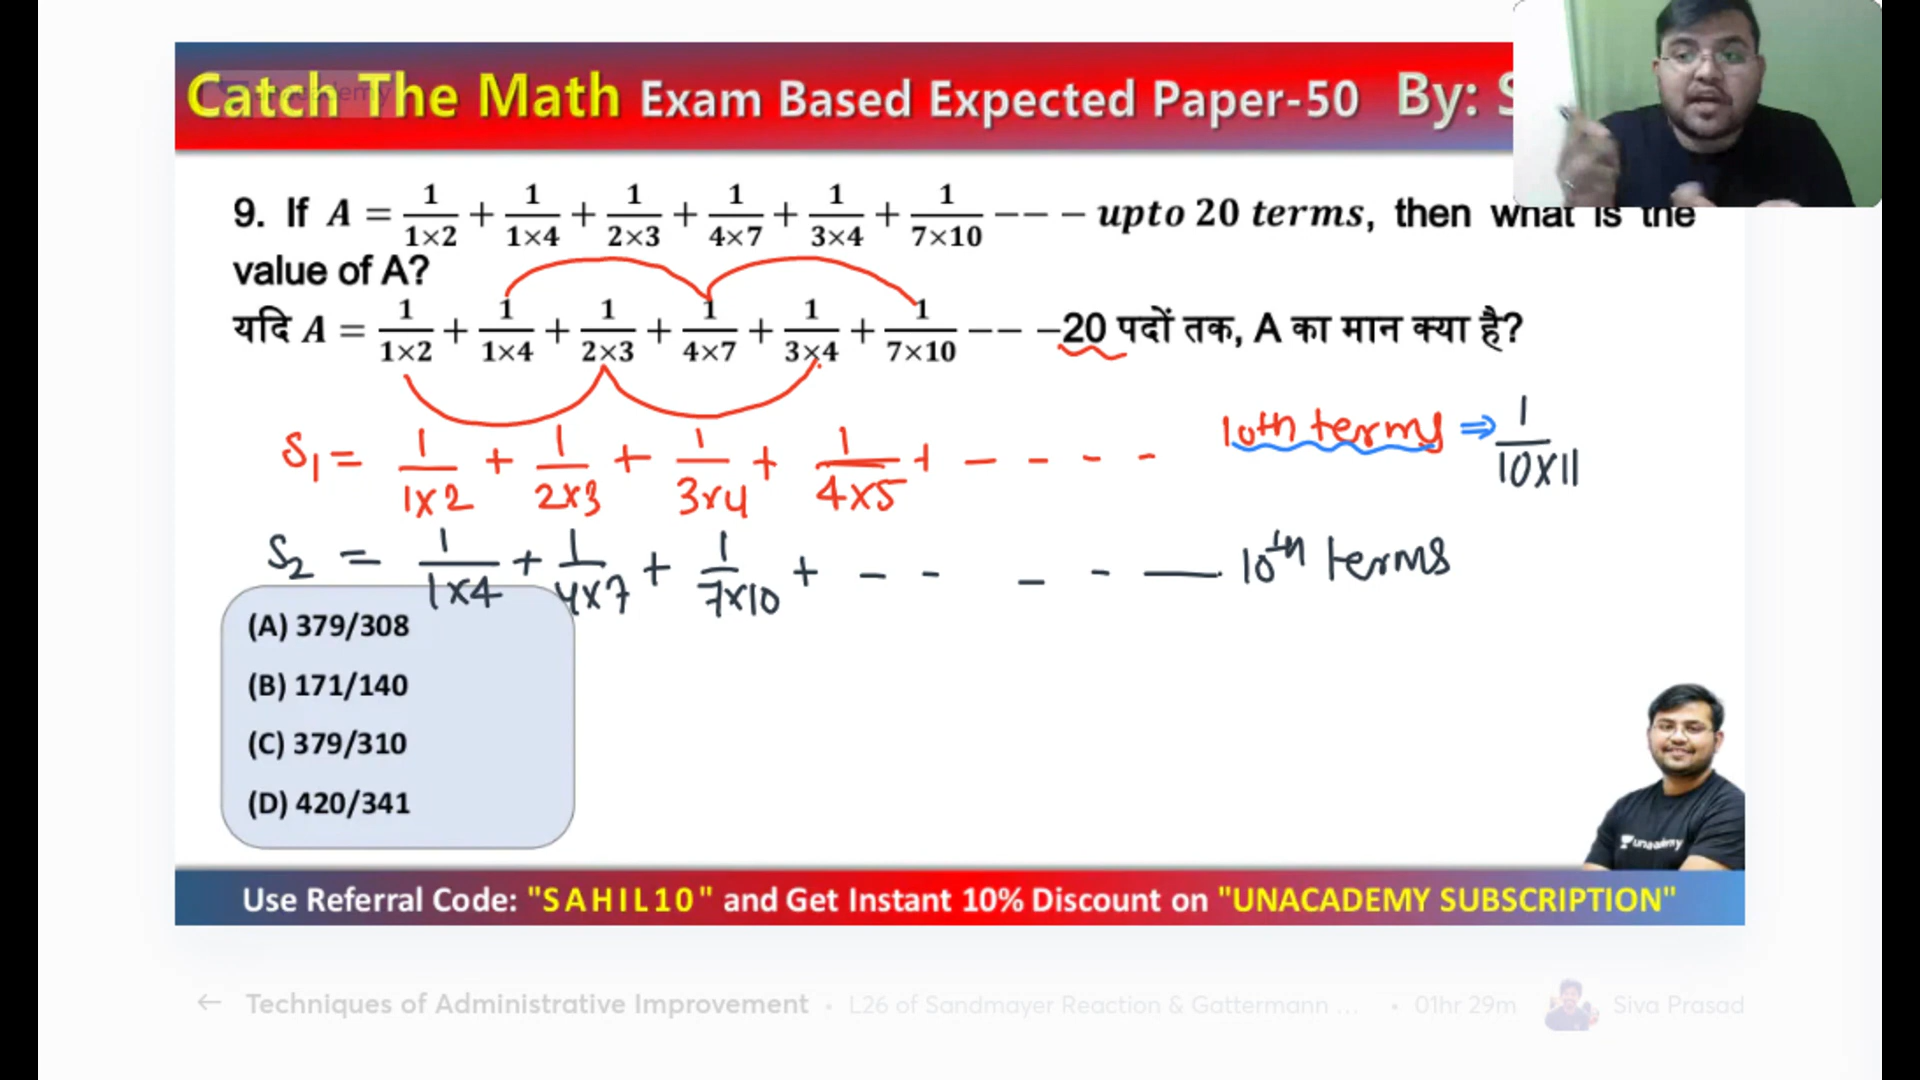 Catch The Math Exam Based Expected Paper-50 By: S
9. If A = 1/1×2 + 1/1×4 + 1/2×3 + 1/4×7 + 1/3×4 + 1/7×10 --- - upto 20 terms, then what is the
value of A?
यदि A = 1/1×2 + 1/1×4 + 1/2×3 + 1/4×7 + 1/3×4 + 1/7×10 --- -20 पदों तक, A का मान क्या है?
S1 = 1/1×2 + 1/2×3 + 1/3×4 + 1/4×5 + - - - - 10th terms ⇒ 1/10×11
S2 = 1/1×4 + 1/4×7 + 1/7×10 + - - - - — 10th terms
(A) 379/308
(B) 171/140
(C) 379/310
(D) 420/341
unacademy
Use Referral Code: "SAHIL10" and Get Instant 10% Discount on "UNACADEMY SUBSCRIPTION"
← Techniques of Administrative Improvement • L26 of Sandmayer Reaction & Gattermann ... • 01hr 29m Siva Prasad